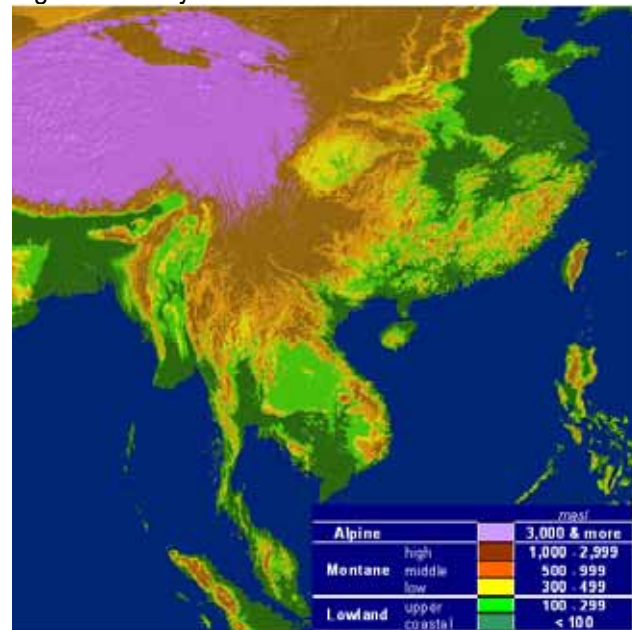 masl
Alpine 3,000 & more
high 1,000 - 2,999
Montane middle 500 - 999
low 300 - 499
Lowland upper 100 - 299
coastal < 100